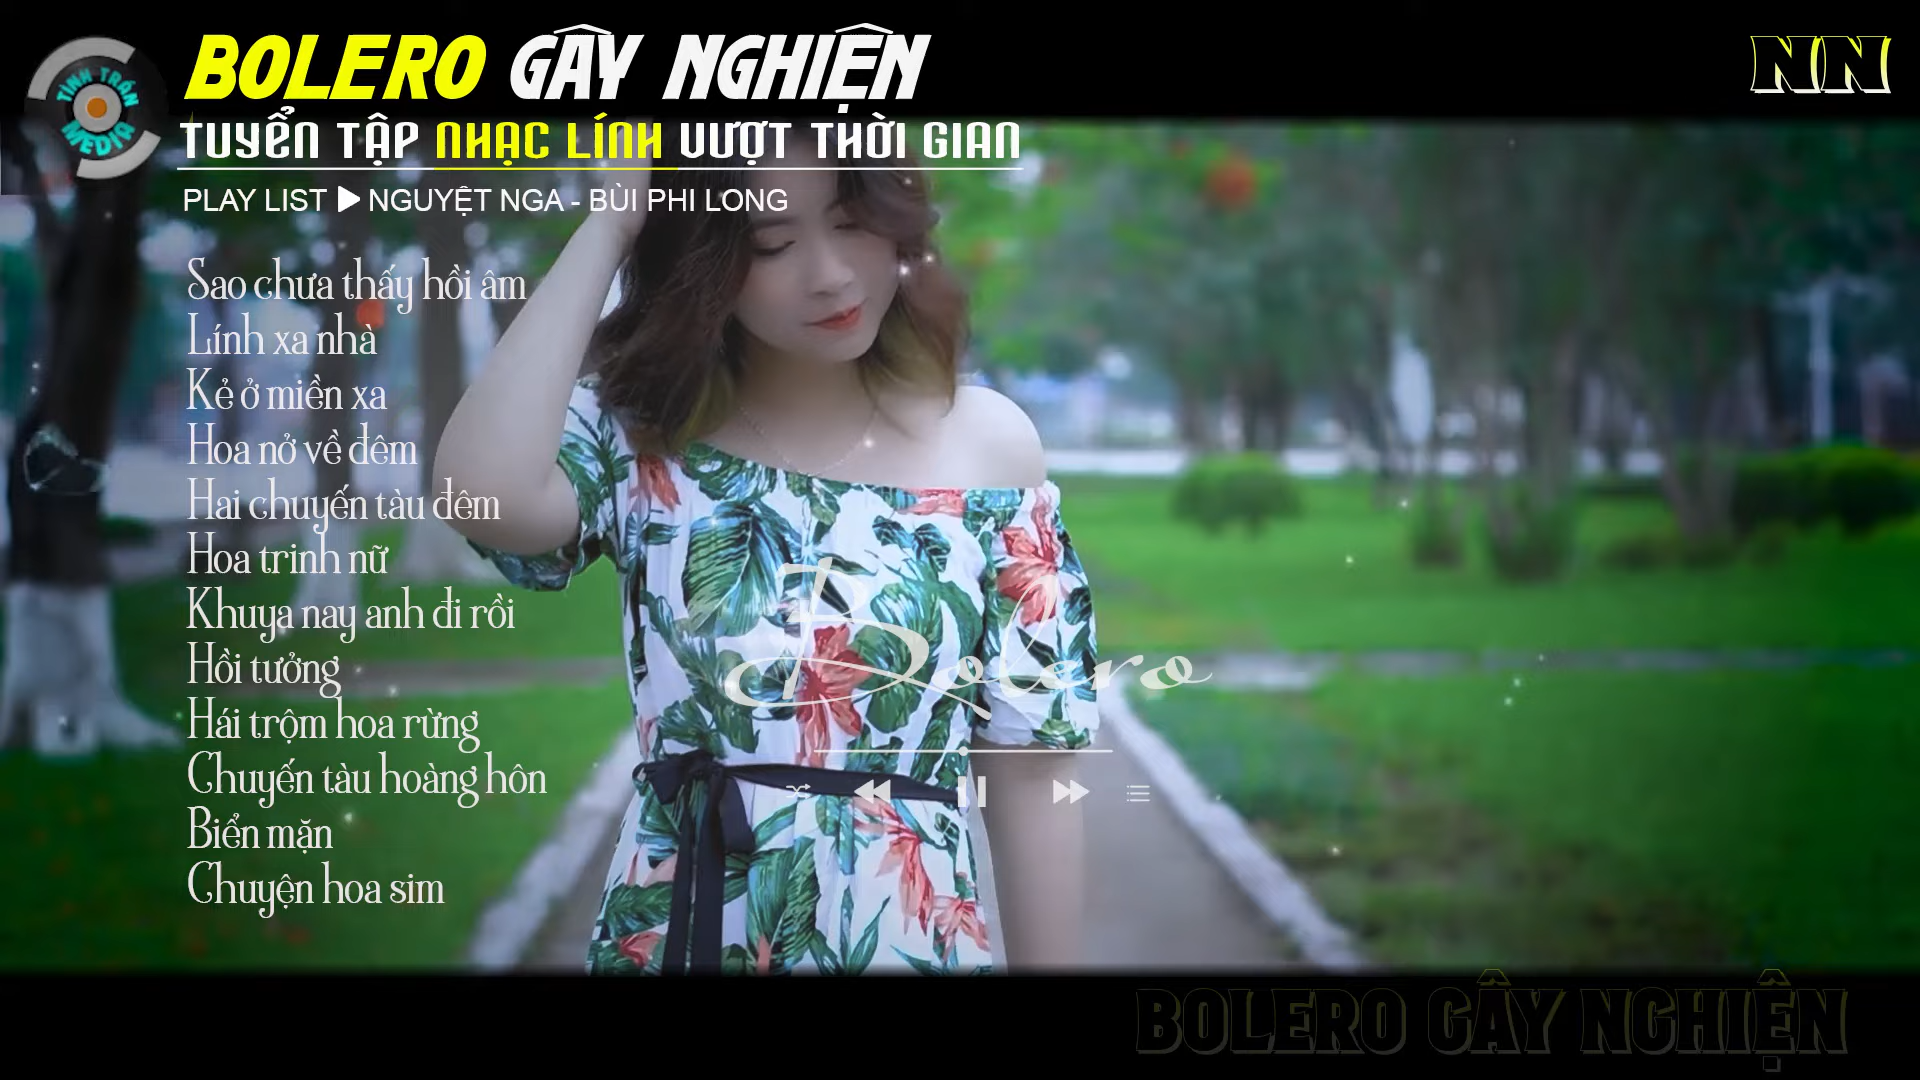 TÌNH TRẦN
MEDIA
BOLERO GÂY NGHIỆN
NN
TUYỂN TẬP NHẠC LÍNH VƯỢT THỜI GIAN
PLAY LIST ▶ NGUYỆT NGA - BÙI PHI LONG
Sao chưa thấy hồi âm
Lính xa nhà
Kẻ ở miền xa
Hoa nở về đêm
Hai chuyến tàu đêm
Hoa trinh nữ
Khuya nay anh đi rồi
Hồi tưởng
Hái trộm hoa rừng
Chuyến tàu hoàng hôn
Biển mặn
Chuyện hoa sim
Bolero
BOLERO GÂY NGHIỆN